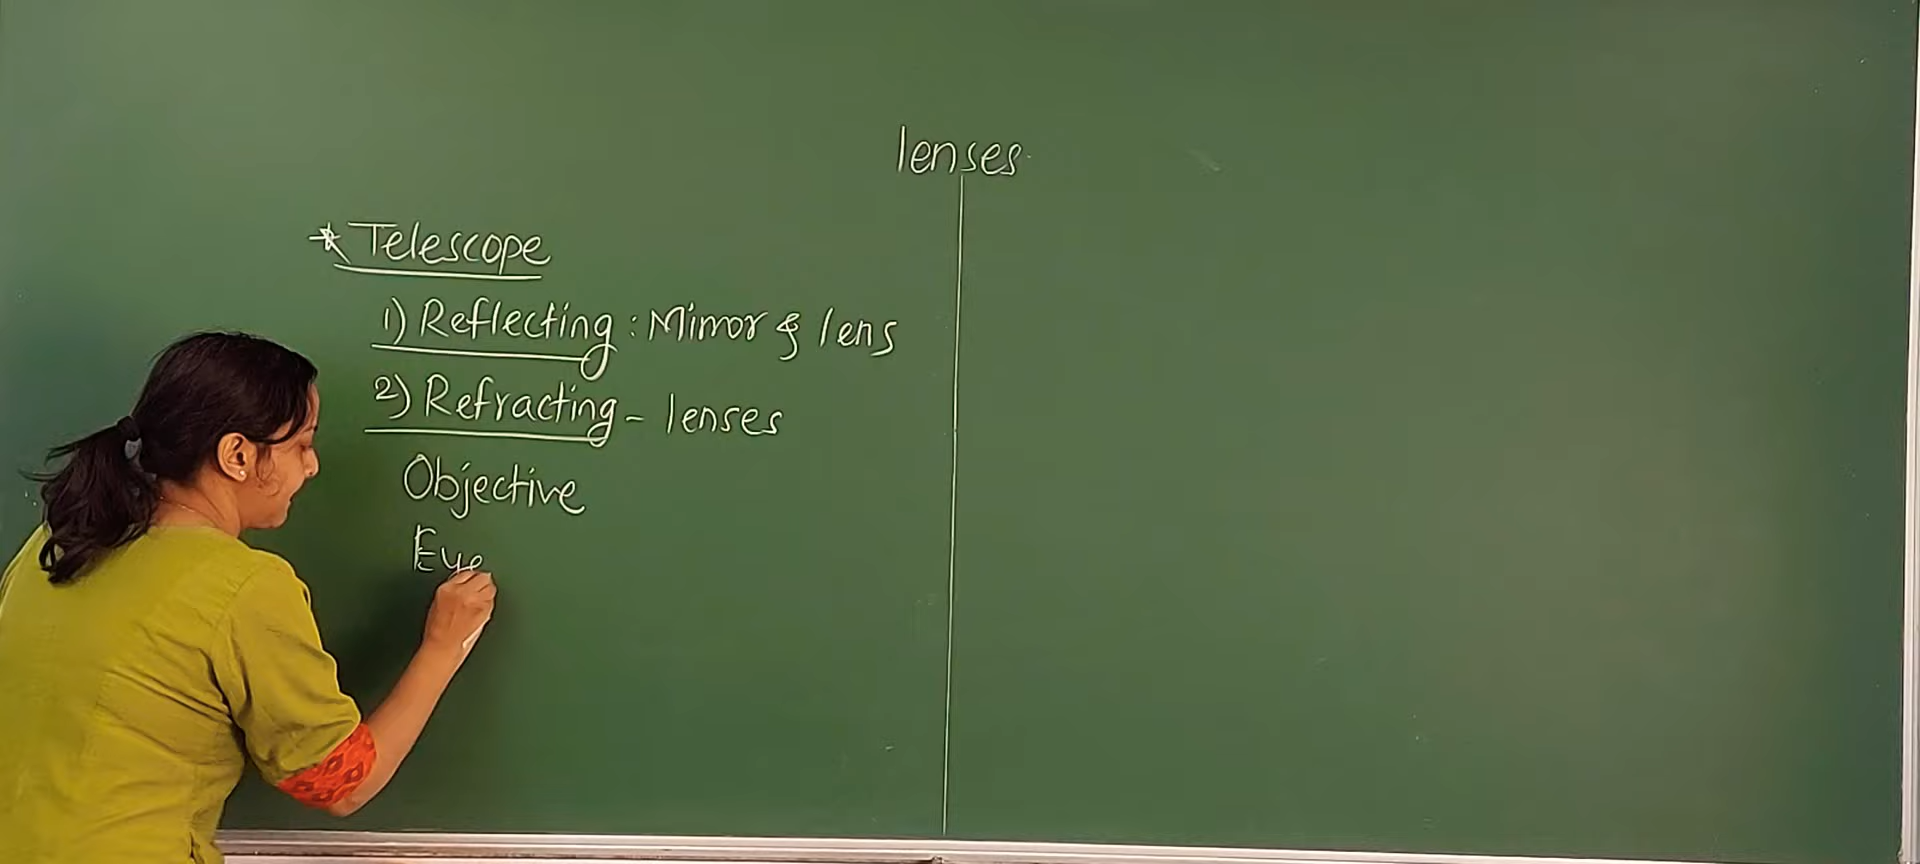 lenses
* Telescope
1) Reflecting : Mirror & lens
2) Refracting - lenses
Objective
Eye